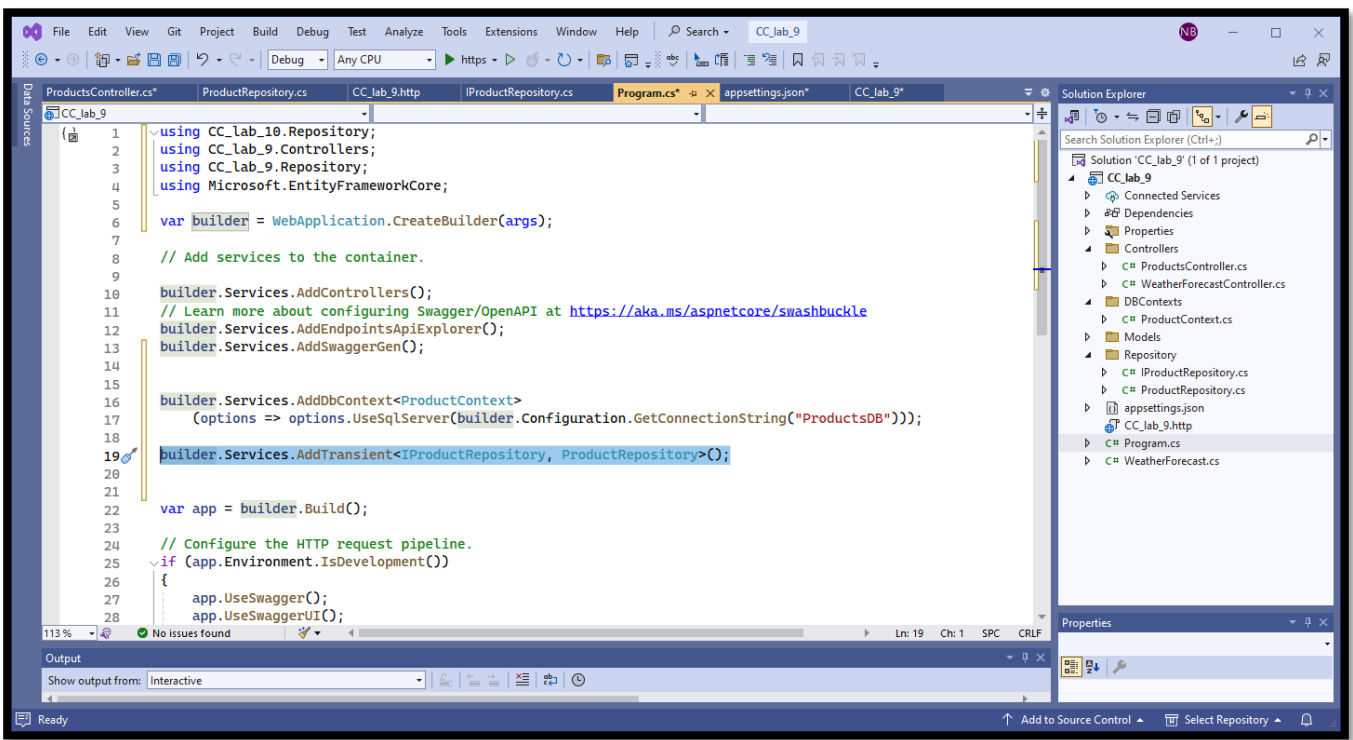 File Edit View Git Project Build Debug Test Analyze Tools Extensions Window Help Search CC_lab_9 NB
Debug Any CPU https
Data Sources
ProductsController.cs* ProductRepository.cs CC_lab_9.http IProductRepository.cs Program.cs* appsettings.json* CC_lab_9*
CC_lab_9
1 using CC_lab_10.Repository;
2 using CC_lab_9.Controllers;
3 using CC_lab_9.Repository;
4 using Microsoft.EntityFrameworkCore;
5
6 var builder = WebApplication.CreateBuilder(args);
7
8 // Add services to the container.
9
10 builder.Services.AddControllers();
11 // Learn more about configuring Swagger/OpenAPI at https://aka.ms/aspnetcore/swashbuckle
12 builder.Services.AddEndpointsApiExplorer();
13 builder.Services.AddSwaggerGen();
14
15
16 builder.Services.AddDbContext<ProductContext>
17 (options => options.UseSqlServer(builder.Configuration.GetConnectionString("ProductsDB")));
18
19 builder.Services.AddTransient<IProductRepository, ProductRepository>();
20
21
22 var app = builder.Build();
23
24 // Configure the HTTP request pipeline.
25 if (app.Environment.IsDevelopment())
26 {
27 app.UseSwagger();
28 app.UseSwaggerUI();
113 % No issues found Ln: 19 Ch: 1 SPC CRLF
Output
Show output from: Interactive
Solution Explorer
Search Solution Explorer (Ctrl+;)
Solution 'CC_lab_9' (1 of 1 project)
CC_lab_9
Connected Services
Dependencies
Properties
Controllers
C# ProductsController.cs
C# WeatherForecastController.cs
DBContexts
C# ProductContext.cs
Models
Repository
C# IProductRepository.cs
C# ProductRepository.cs
appsettings.json
CC_lab_9.http
C# Program.cs
C# WeatherForecast.cs
Properties
Ready Add to Source Control Select Repository